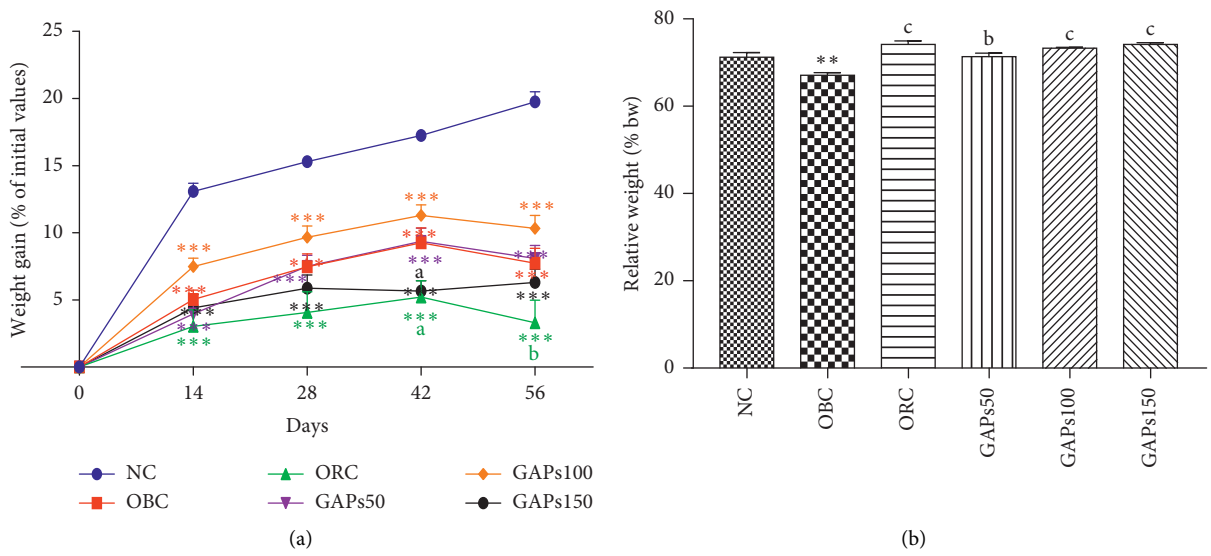 25
20
15
10
5
Weight gain (% of initial values)
***
***
***
***
***
***
***
***
***
***
***
***
***
***
a
***
***
a
***
***
***
***
b
0
14
28
42
56
Days
NC
ORC
GAPs100
OBC
GAPs50
GAPs150
(a)
80
60
40
20
0
Relative weight (% bw)
**
c
b
c
c
NC
OBC
ORC
GAPs50
GAPs100
GAPs150
(b)